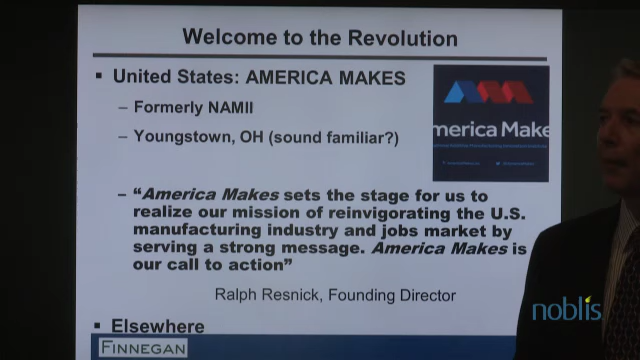 Welcome to the Revolution
▪ United States: AMERICA MAKES
– Formerly NAMII
– Youngstown, OH (sound familiar?)
merica Make
– “America Makes sets the stage for us to
realize our mission of reinvigorating the U.S.
manufacturing industry and jobs market by
serving a strong message. America Makes is
our call to action”
Ralph Resnick, Founding Director
▪ Elsewhere
FINNEGAN
noblis